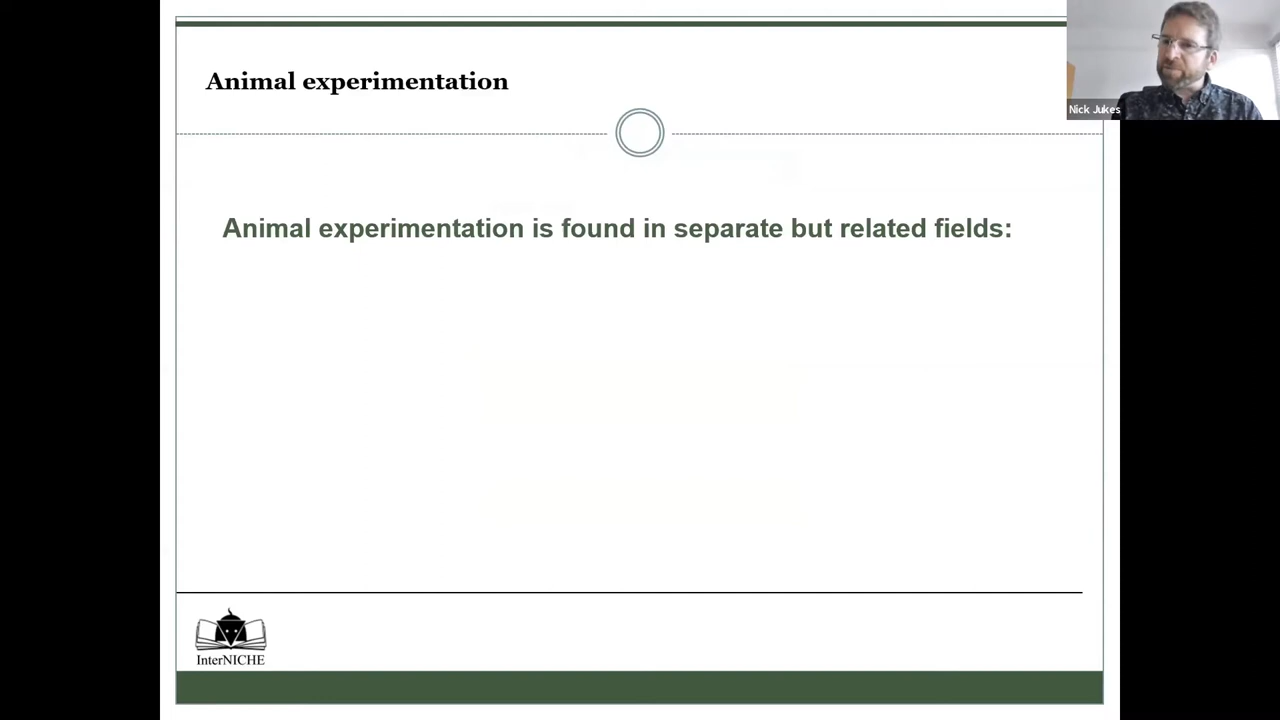 Animal experimentation
Nick Jukes
Animal experimentation is found in separate but related fields:
InterNICHE